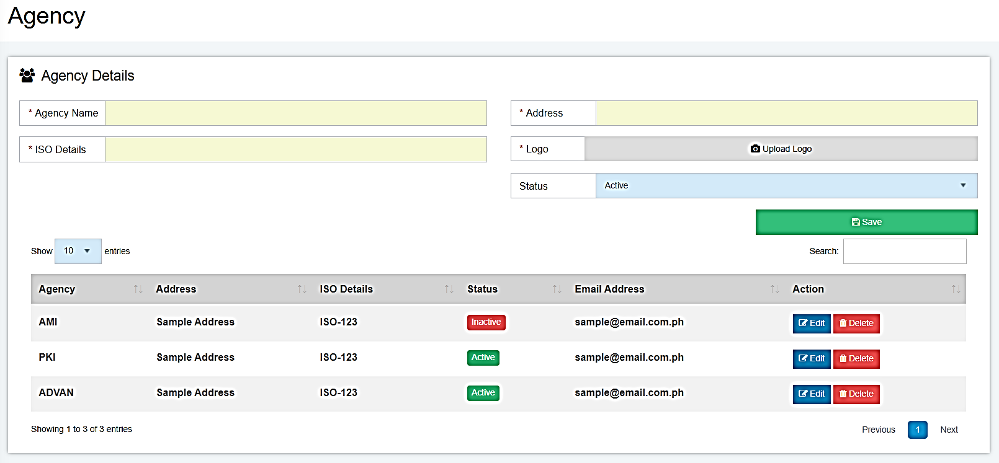 Agency
Agency Details
* Agency Name
* Address
* ISO Details
* Logo
Upload Logo
Status
Active
Save
Show 10 entries
Search:
Agency Address ISO Details Status Email Address Action
AMI Sample Address ISO-123 Inactive sample@email.com.ph Edit Delete
PKI Sample Address ISO-123 Active sample@email.com.ph Edit Delete
ADVAN Sample Address ISO-123 Active sample@email.com.ph Edit Delete
Showing 1 to 3 of 3 entries
Previous 1 Next